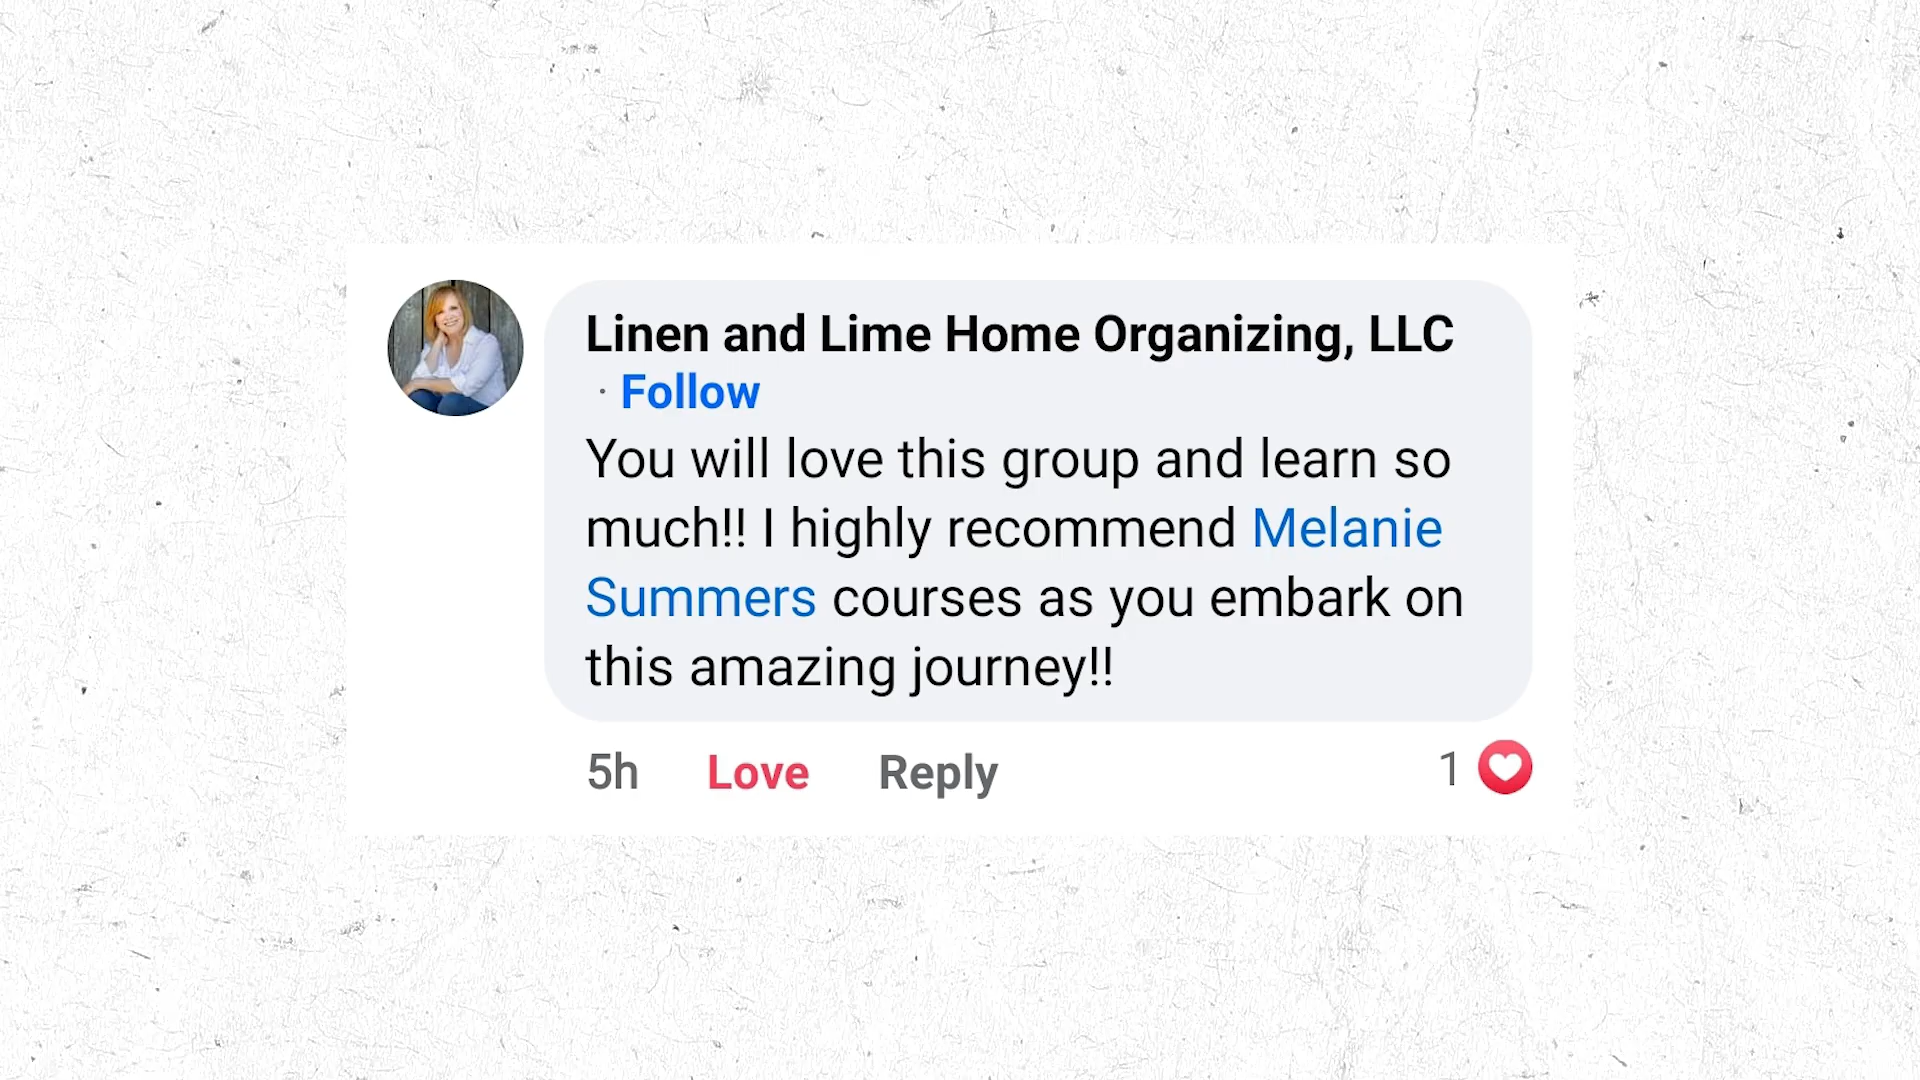 Linen and Lime Home Organizing, LLC
· Follow
You will love this group and learn so
much!! I highly recommend Melanie
Summers courses as you embark on
this amazing journey!!
5h Love Reply 1